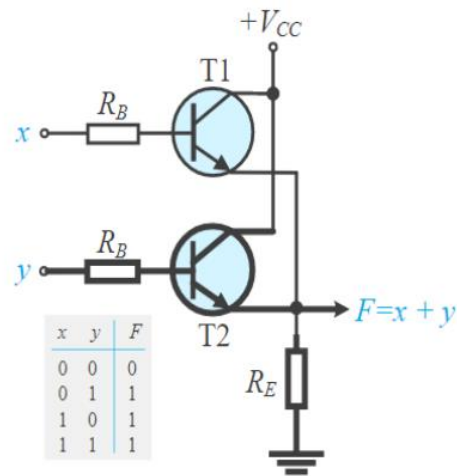 +V_CC
T1
R_B
x
R_B
y
T2
F=x + y
R_E
x y F
0 0 0
0 1 1
1 0 1
1 1 1